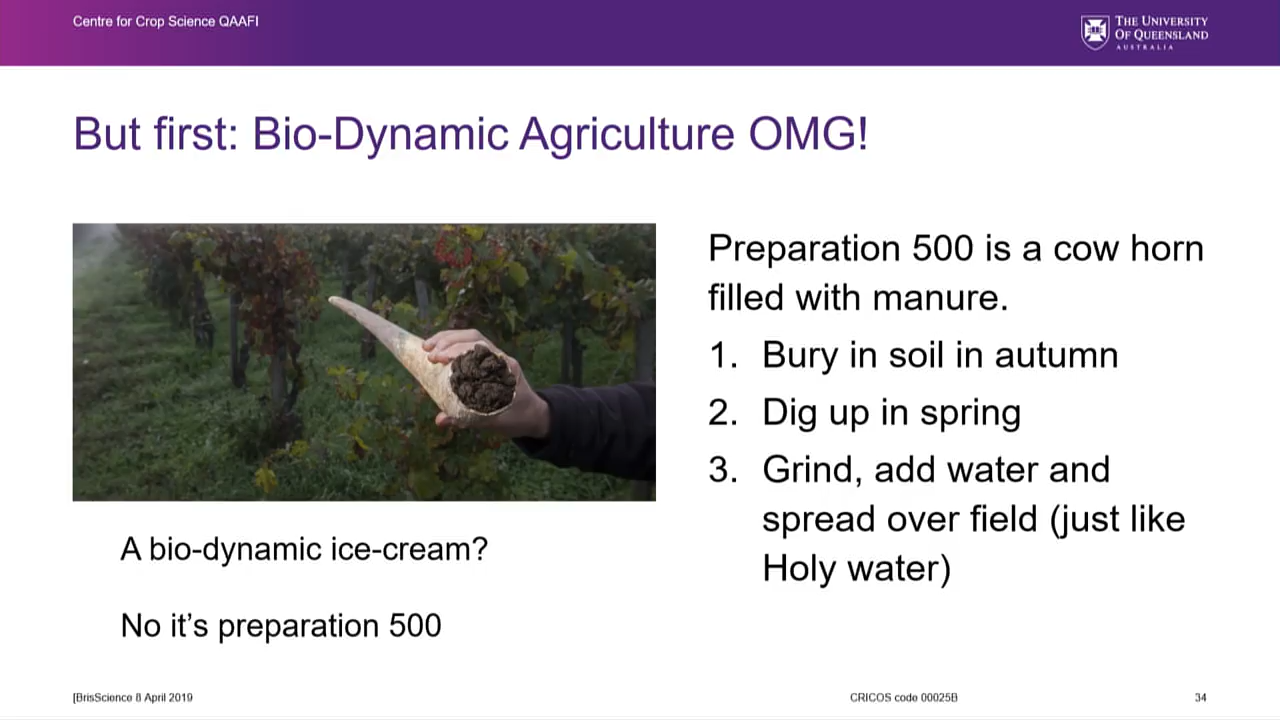 Centre for Crop Science QAAFI
THE UNIVERSITY
OF QUEENSLAND
AUSTRALIA
But first: Bio-Dynamic Agriculture OMG!
Preparation 500 is a cow horn
filled with manure.
1. Bury in soil in autumn
2. Dig up in spring
3. Grind, add water and
spread over field (just like
Holy water)
A bio-dynamic ice-cream?
No it’s preparation 500
[BrisScience 8 April 2019
CRICOS code 00025B
34